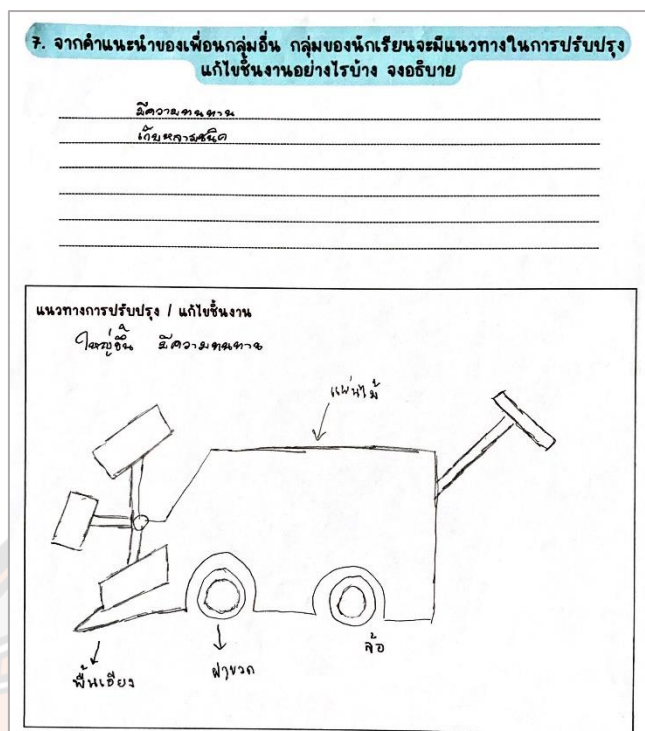 7. จากคำแนะนำของเพื่อนกลุ่มอื่น กลุ่มของนักเรียนจะมีแนวทางในการปรับปรุง
แก้ไขชิ้นงานอย่างไรบ้าง จงอธิบาย
มีความทนทาน
เก็บหลายชนิด
แนวทางการปรับปรุง / แก้ไขชิ้นงาน
ใหญ่ขึ้น มีความทนทาน
แผ่นไม้
ล้อ
ฝาขวด
พื้นเอียง